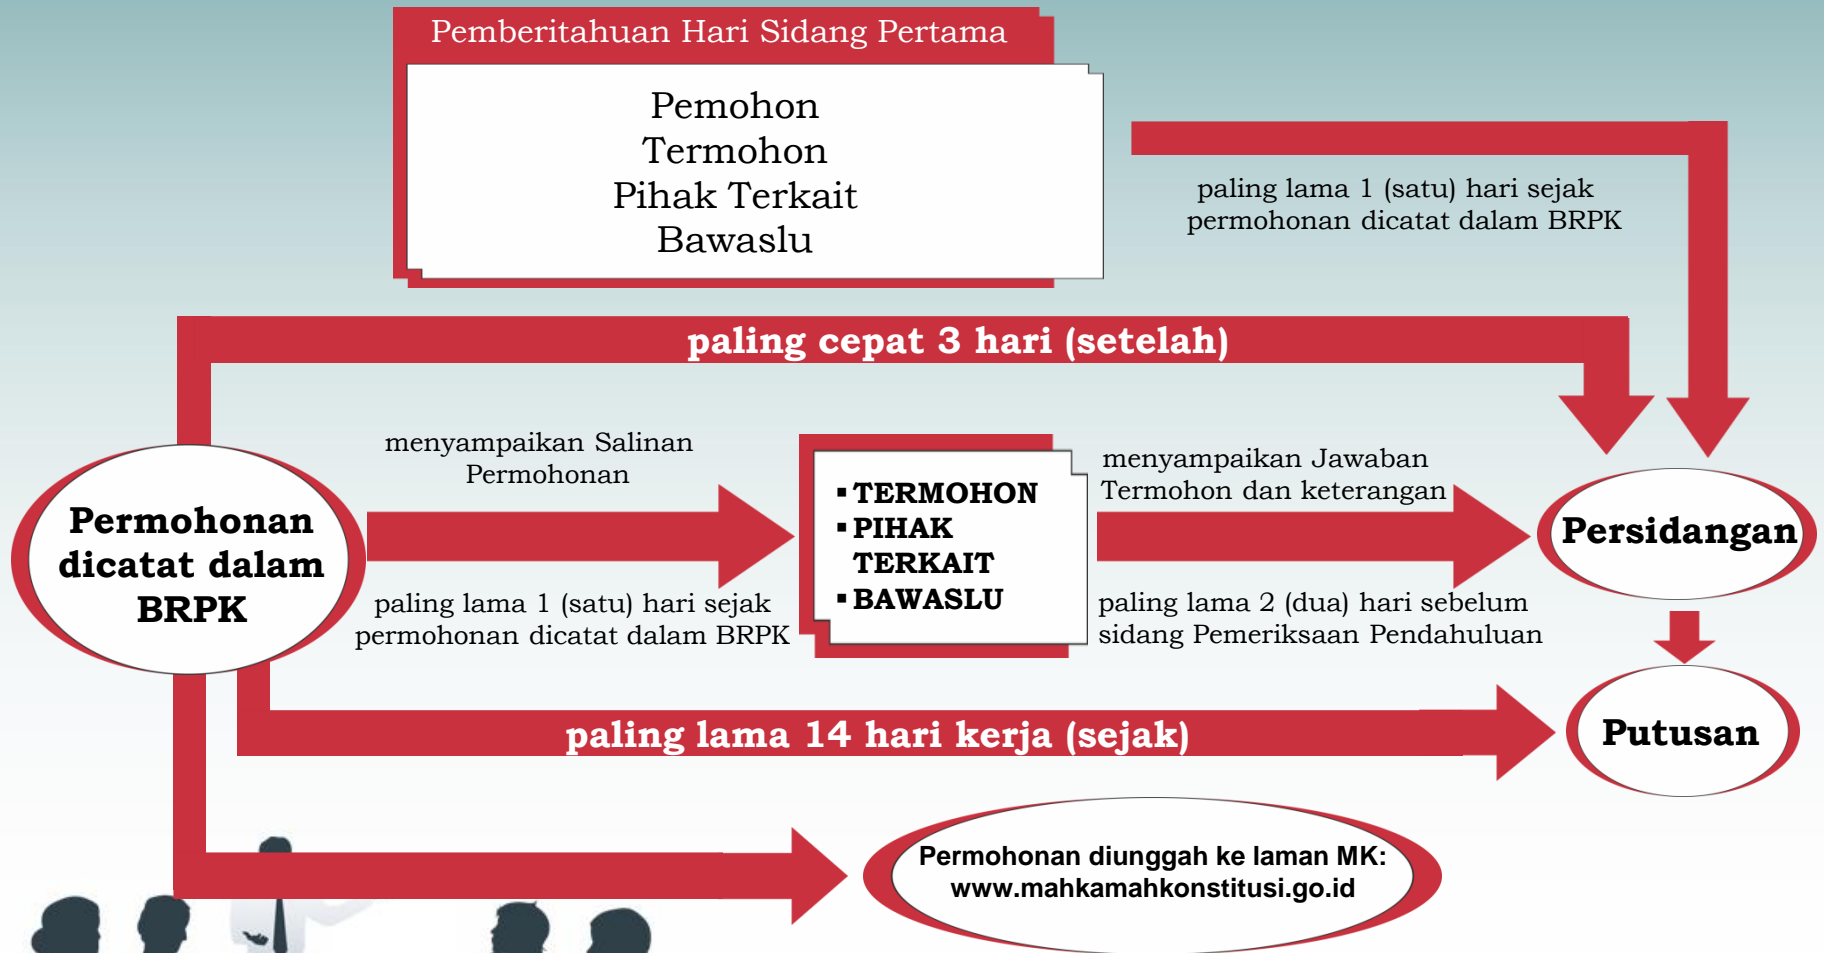 Pemberitahuan Hari Sidang Pertama
Pemohon
Termohon
Pihak Terkait
Bawaslu
paling lama 1 (satu) hari sejak
permohonan dicatat dalam BRPK
paling cepat 3 hari (setelah)
Permohonan
dicatat dalam
BRPK
menyampaikan Salinan
Permohonan
paling lama 1 (satu) hari sejak
permohonan dicatat dalam BRPK
▪ TERMOHON
▪ PIHAK
TERKAIT
▪ BAWASLU
menyampaikan Jawaban
Termohon dan keterangan
paling lama 2 (dua) hari sebelum
sidang Pemeriksaan Pendahuluan
Persidangan
paling lama 14 hari kerja (sejak)
Putusan
Permohonan diunggah ke laman MK:
www.mahkamahkonstitusi.go.id